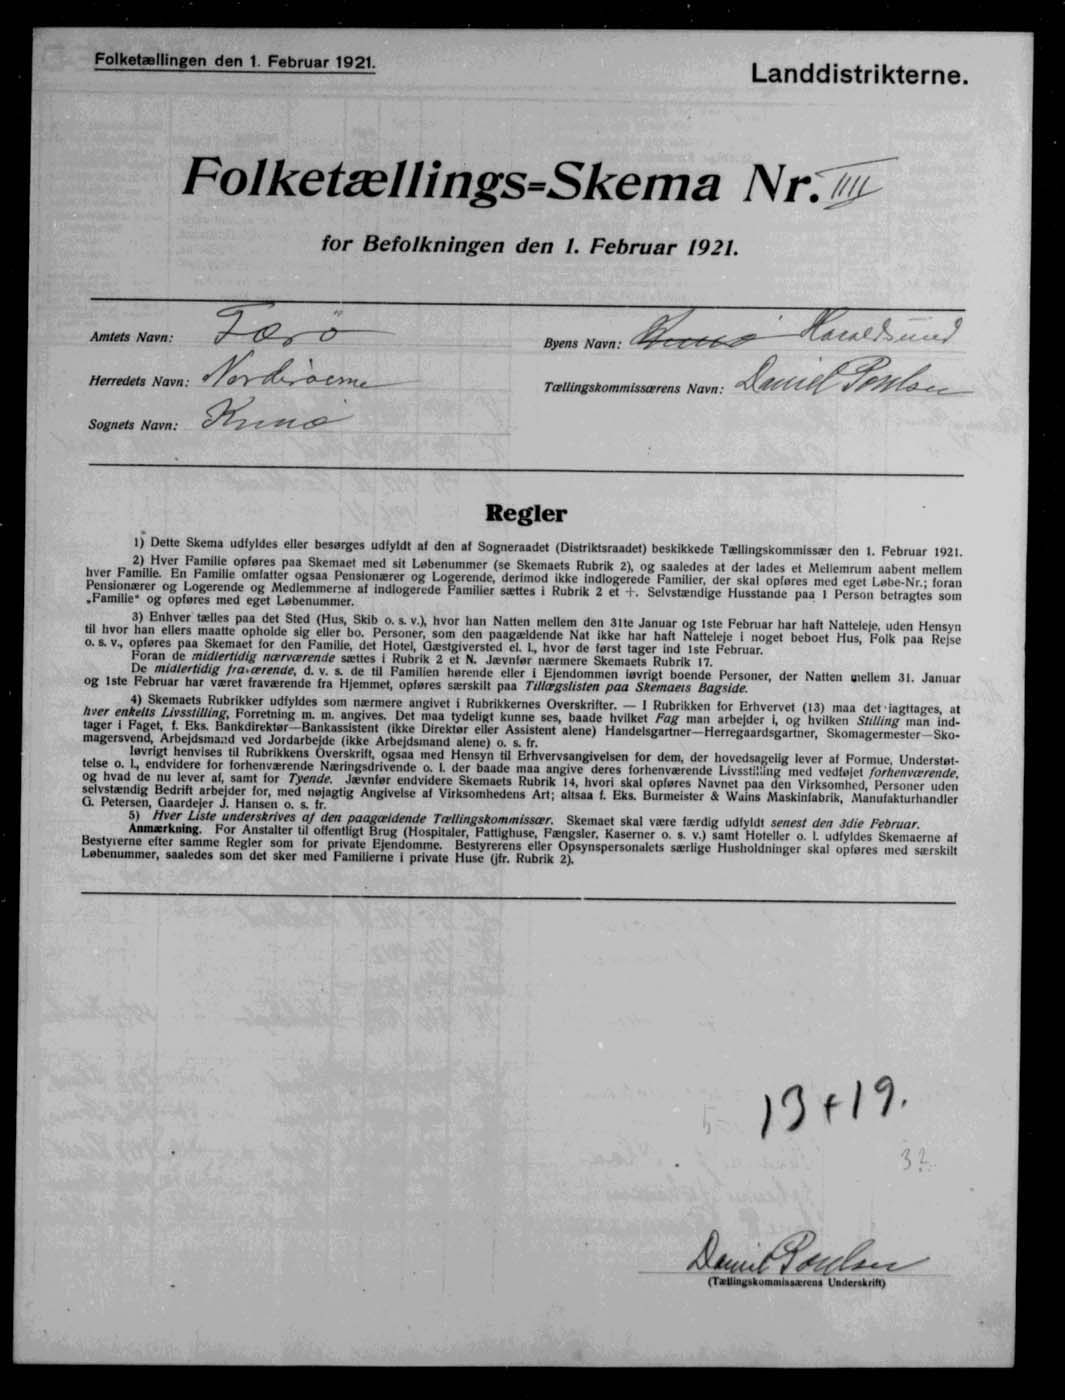 Folketællingen den 1. Februar 1921.
Landdistrikterne.
Folketællings=Skema Nr. IIII
for Befolkningen den 1. Februar 1921.
Amtets Navn: Færö
Byens Navn: Kunö Haraldsund
Herredets Navn: Norderöerne
Tællingskommissærens Navn: Daniel Poulsen
Sognets Navn: Kunö
Regler
1) Dette Skema udfyldes eller besørges udfyldt af den af Sogneraadet (Distriktsraadet) beskikkede Tællingskommissær den 1. Februar 1921.
2) Hver Familie opføres paa Skemaet med sit Løbenummer (se Skemaets Rubrik 2), og saaledes at der lades et Mellemrum aabent mellem
hver Familie. En Familie omfatter ogsaa Pensionærer og Logerende, derimod ikke indlogerede Familier, der skal opføres med eget Løbe-Nr.; foran
Pensionærer og Logerende og Medlemmerne af indlogerede Familier sættes i Rubrik 2 et +. Selvstændige Husstande paa 1 Person betragtes som
„Familie“ og opføres med eget Løbenummer.
3) Enhver tælles paa det Sted (Hus, Skib o. s. v.), hvor han Natten mellem den 31te Januar og 1ste Februar har haft Natteleje, uden Hensyn
til hvor han ellers maatte opholde sig eller bo. Personer, som den paagældende Nat ikke har haft Natteleje i noget beboet Hus, Folk paa Rejse
o. s. v., opføres paa Skemaet for den Familie, det Hotel, Gæstgiversted el. l., hvor de først tager ind 1ste Februar.
Foran de midlertidig nærværende sættes i Rubrik 2 et N. Jævnfør nærmere Skemaets Rubrik 17.
De midlertidig fraværende, d. v. s. de til Familien hørende eller i Ejendommen iøvrigt boende Personer, der Natten mellem 31. Januar
og 1ste Februar har været fraværende fra Hjemmet, opføres særskilt paa Tillægslisten paa Skemaets Bagside.
4) Skemaets Rubrikker udfyldes som nærmere angivet i Rubrikkernes Overskrifter. — I Rubrikken for Erhvervet (13) maa det iagttages, at
hver enkelts Livsstilling, Forretning m. m. angives. Det maa tydeligt kunne ses, baade hvilket Fag man arbejder i, og hvilken Stilling man ind-
tager i Faget, f. Eks. Bankdirektør—Bankassistent (ikke Direktør eller Assistent alene) Handelsgartner—Herregaardsgartner, Skomagermester—Sko-
magersvend, Arbejdsmand ved Jordarbejde (ikke Arbejdsmand alene) o. s. fr.
Iøvrigt henvises til Rubrikkens Overskrift, ogsaa med Hensyn til Erhvervsangivelsen for dem, der hovedsagelig lever af Formue, Understøt-
telse o. l., endvidere for forhenværende Næringsdrivende o. l. der baade maa angive deres forhenværende Livsstilling med vedføjet forhenværende,
og hvad de nu lever af, samt for Tyende. Jævnfør endvidere Skemaets Rubrik 14, hvori skal opføres Navnet paa den Virksomhed, Personer uden
selvstændig Bedrift arbejder for, med nøjagtig Angivelse af Virksomhedens Art; altsaa f. Eks. Burmeister & Wains Maskinfabrik, Manufakturhandler
G. Petersen, Gaardejer J. Hansen o. s. fr.
5) Hver Liste underskrives af den paagældende Tællingskommissær. Skemaet skal være færdig udfyldt senest den 3die Februar.
Anmærkning. For Anstalter til offentligt Brug (Hospitaler, Fattighuse, Fængsler, Kaserner o. s. v.) samt Hoteller o. l. udfyldes Skemaerne af
Bestyrerne efter samme Regler som for private Ejendomme. Bestyrerens eller Opsynspersonalets særlige Husholdninger skal opføres med særskilt
Løbenummer, saaledes som det sker med Familierne i private Huse (jfr. Rubrik 2).
13 + 19.
5
32
Daniel Poulsen
(Tællingskommissærens Underskrift)